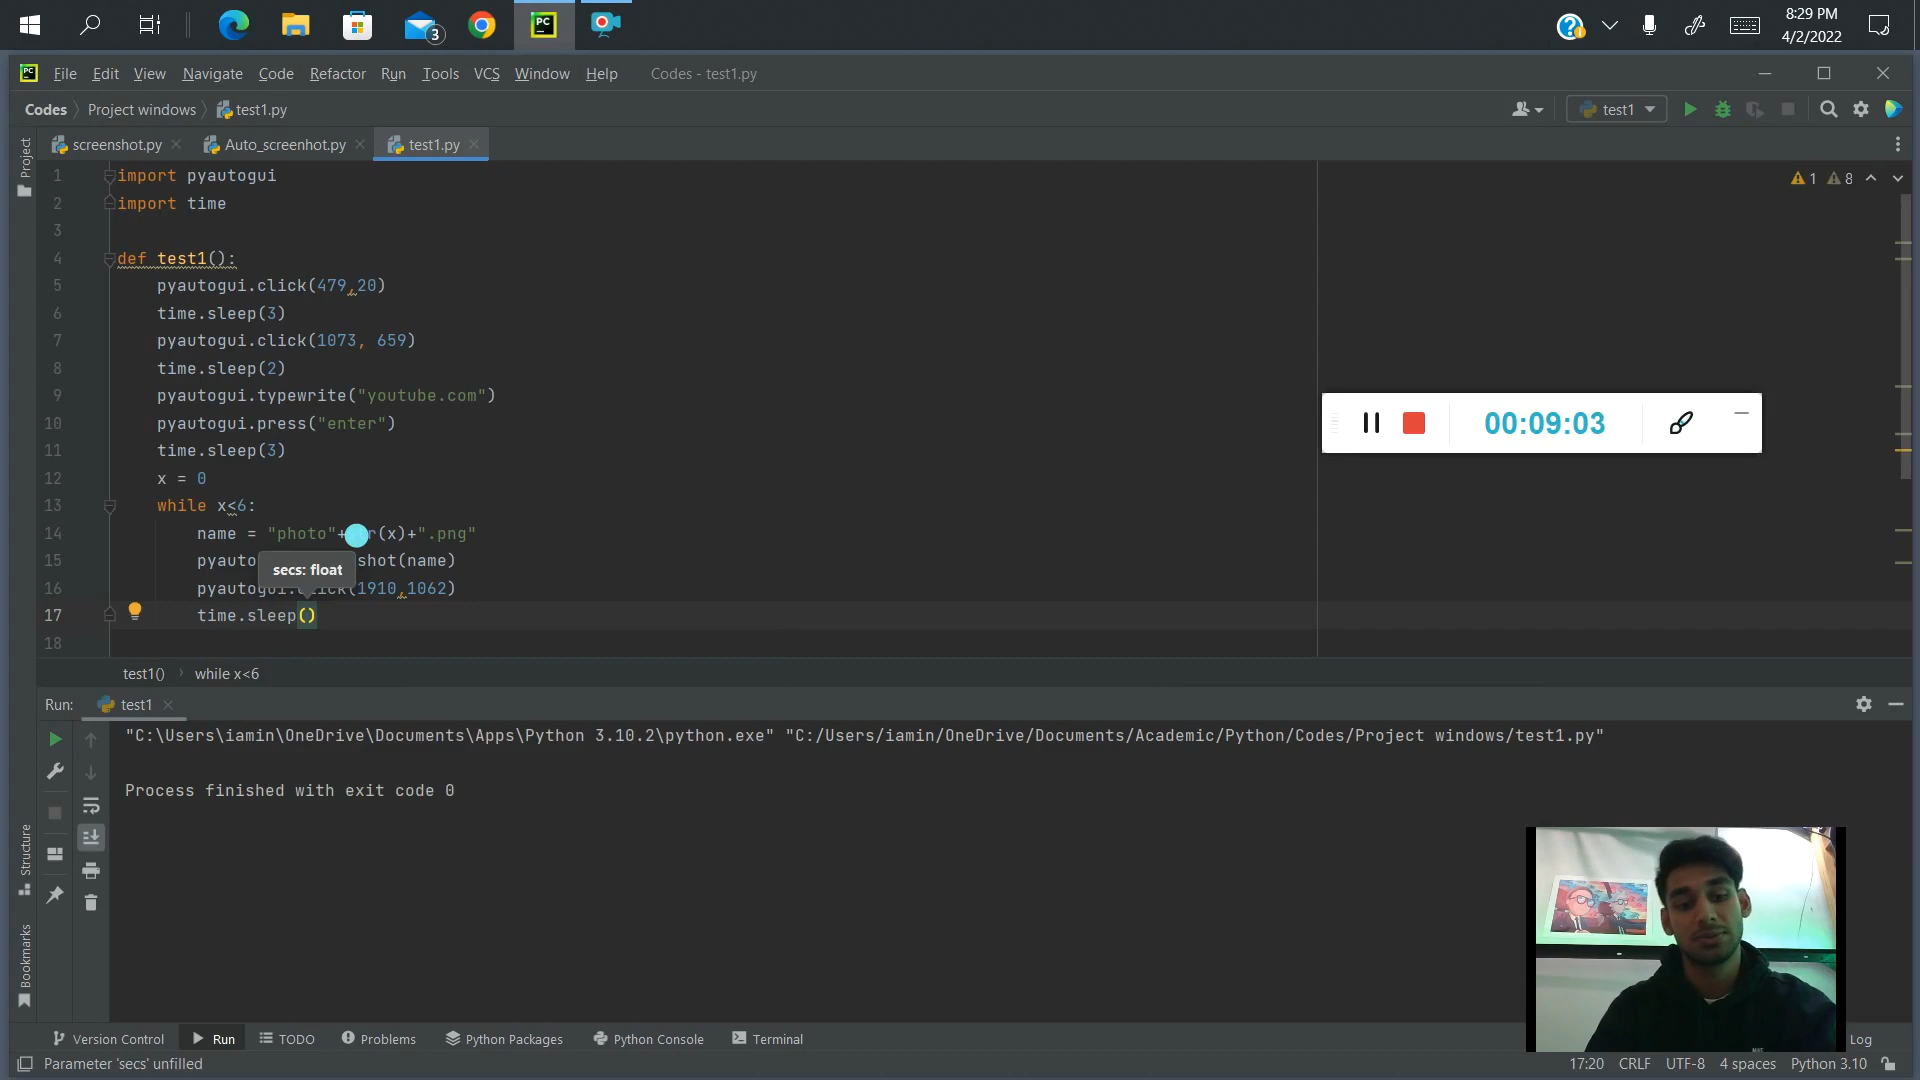 3
8:29 PM
4/2/2022
PC
File Edit View Navigate Code Refactor Run Tools VCS Window Help Codes - test1.py
Codes Project windows test1.py
test1
Project
screenshot.py Auto_screenhot.py test1.py
1 import pyautogui
1 8
2 import time
3
4 def test1():
5 pyautogui.click(479,20)
6 time.sleep(3)
7 pyautogui.click(1073, 659)
8 time.sleep(2)
9 pyautogui.typewrite("youtube.com")
10 pyautogui.press("enter")
00:09:03
11 time.sleep(3)
12 x = 0
13 while x<6:
14 name = "photo"+ r(x)+".png"
15 pyauto shot(name)
secs: float
16 pyautogui.click(1910,1062)
17 time.sleep()
18
test1() while x<6
Run: test1
"C:\Users\iamin\OneDrive\Documents\Apps\Python 3.10.2\python.exe" "C:/Users/iamin/OneDrive/Documents/Academic/Python/Codes/Project windows/test1.py"
Process finished with exit code 0
Structure
Bookmarks
Version Control Run TODO Problems Python Packages Python Console Terminal Log
Parameter 'secs' unfilled 17:20 CRLF UTF-8 4 spaces Python 3.10